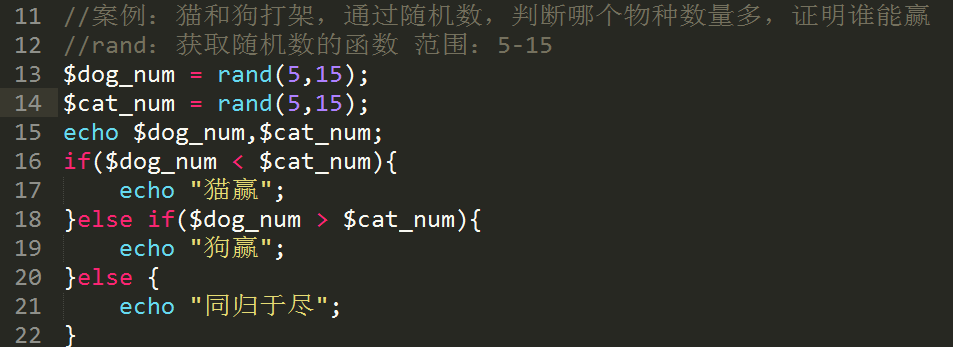 11 //案例：猫和狗打架，通过随机数，判断哪个物种数量多，证明谁能赢
12 //rand：获取随机数的函数 范围：5-15
13 $dog_num = rand(5,15);
14 $cat_num = rand(5,15);
15 echo $dog_num,$cat_num;
16 if($dog_num < $cat_num){
17     echo "猫赢";
18 }else if($dog_num > $cat_num){
19     echo "狗赢";
20 }else {
21     echo "同归于尽";
22 }